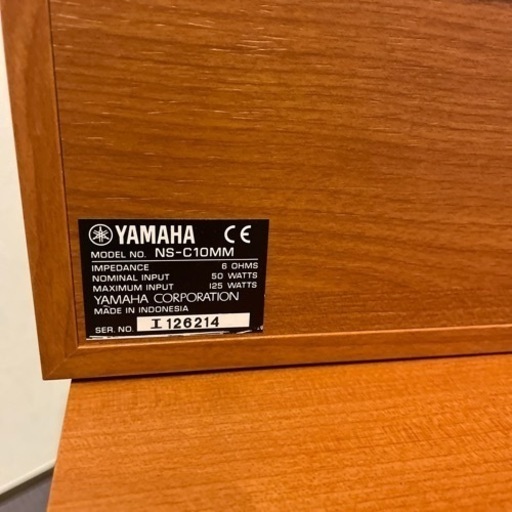 YAMAHA CE
MODEL NO. NS-C10MM
IMPEDANCE 6 OHMS
NOMINAL INPUT 50 WATTS
MAXIMUM INPUT 125 WATTS
YAMAHA CORPORATION
MADE IN INDONESIA
SER. NO. I 126214